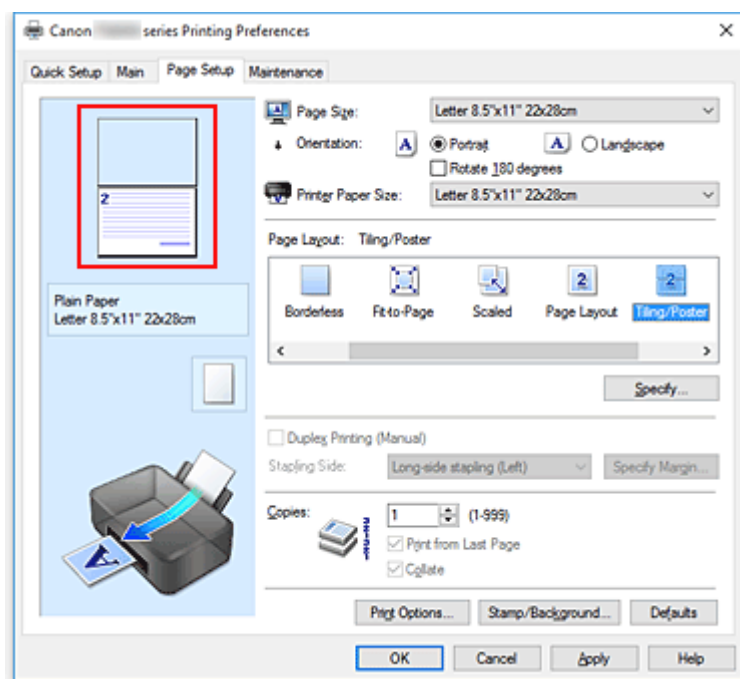 Canon series Printing Preferences
Quick Setup Main Page Setup Maintenance
2
Plain Paper
Letter 8.5"x11" 22x28cm
A
Page Size: Letter 8.5"x11" 22x28cm
Orientation: A Portrait A Landscape
Rotate 180 degrees
Printer Paper Size: Letter 8.5"x11" 22x28cm
Page Layout: Tiling/Poster
2 2
Borderless Fit-to-Page Scaled Page Layout Tiling/Poster
Specify...
Duplex Printing (Manual)
Stapling Side: Long-side stapling (Left) Specify Margin...
Copies: 1 (1-999)
Print from Last Page
Collate
Print Options... Stamp/Background... Defaults
OK Cancel Apply Help